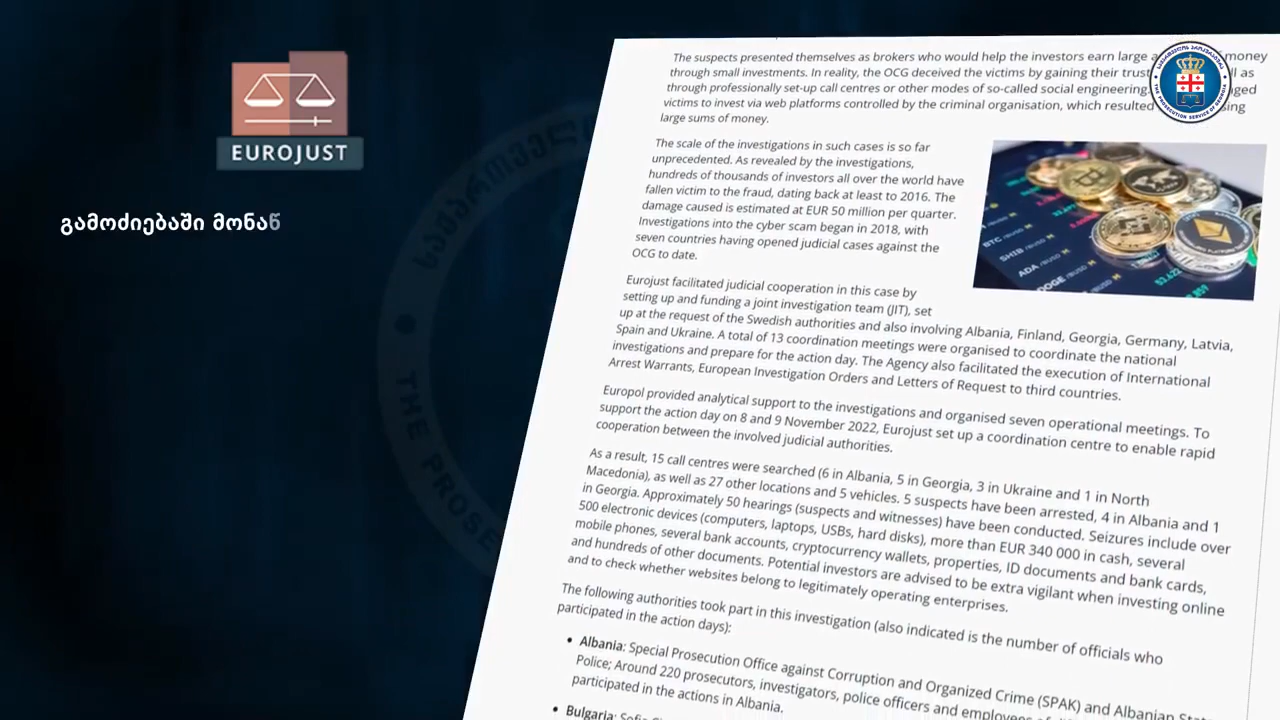 EUROJUST
გამოძიებაში მონაწ
The suspects presented themselves as brokers who would help the investors earn large money
through small investments. In reality, the OCG deceived the victims by gaining their trust as
through professionally set-up call centres or other modes of so-called social engineering.
victims to invest via web platforms controlled by the criminal organisation, which resulted
large sums of money.
The scale of the investigations in such cases is so far
unprecedented. As revealed by the investigations,
hundreds of thousands of investors all over the world have
fallen victim to the fraud, dating back at least to 2016. The
damage caused is estimated at EUR 50 million per quarter.
Investigations into the cyber scam began in 2018, with
seven countries having opened judicial cases against the
OCG to date.
BTC /BUSD
SHIB /BUSD
ADA /BUSD
DOGE /BUSD
Eurojust facilitated judicial cooperation in this case by
setting up and funding a joint investigation team (JIT), set
up at the request of the Swedish authorities and also involving Albania, Finland, Georgia, Germany, Latvia,
Spain and Ukraine. A total of 13 coordination meetings were organised to coordinate the national
investigations and prepare for the action day. The Agency also facilitated the execution of International
Arrest Warrants, European Investigation Orders and Letters of Request to third countries.
Europol provided analytical support to the investigations and organised seven operational meetings. To
support the action day on 8 and 9 November 2022, Eurojust set up a coordination centre to enable rapid
cooperation between the involved judicial authorities.
As a result, 15 call centres were searched (6 in Albania, 5 in Georgia, 3 in Ukraine and 1 in North
Macedonia), as well as 27 other locations and 5 vehicles. 5 suspects have been arrested, 4 in Albania and 1
in Georgia. Approximately 50 hearings (suspects and witnesses) have been conducted. Seizures include over
500 electronic devices (computers, laptops, USBs, hard disks), more than EUR 340 000 in cash, several
mobile phones, several bank accounts, cryptocurrency wallets, properties, ID documents and bank cards,
and hundreds of other documents. Potential investors are advised to be extra vigilant when investing online
and to check whether websites belong to legitimately operating enterprises.
The following authorities took part in this investigation (also indicated is the number of officials who
participated in the action days):
• Albania: Special Prosecution Office against Corruption and Organized Crime (SPAK) and Albanian State
Police; Around 220 prosecutors, investigators, police officers and employees
participated in the actions in Albania.
• Bulgaria:
THE PROSE